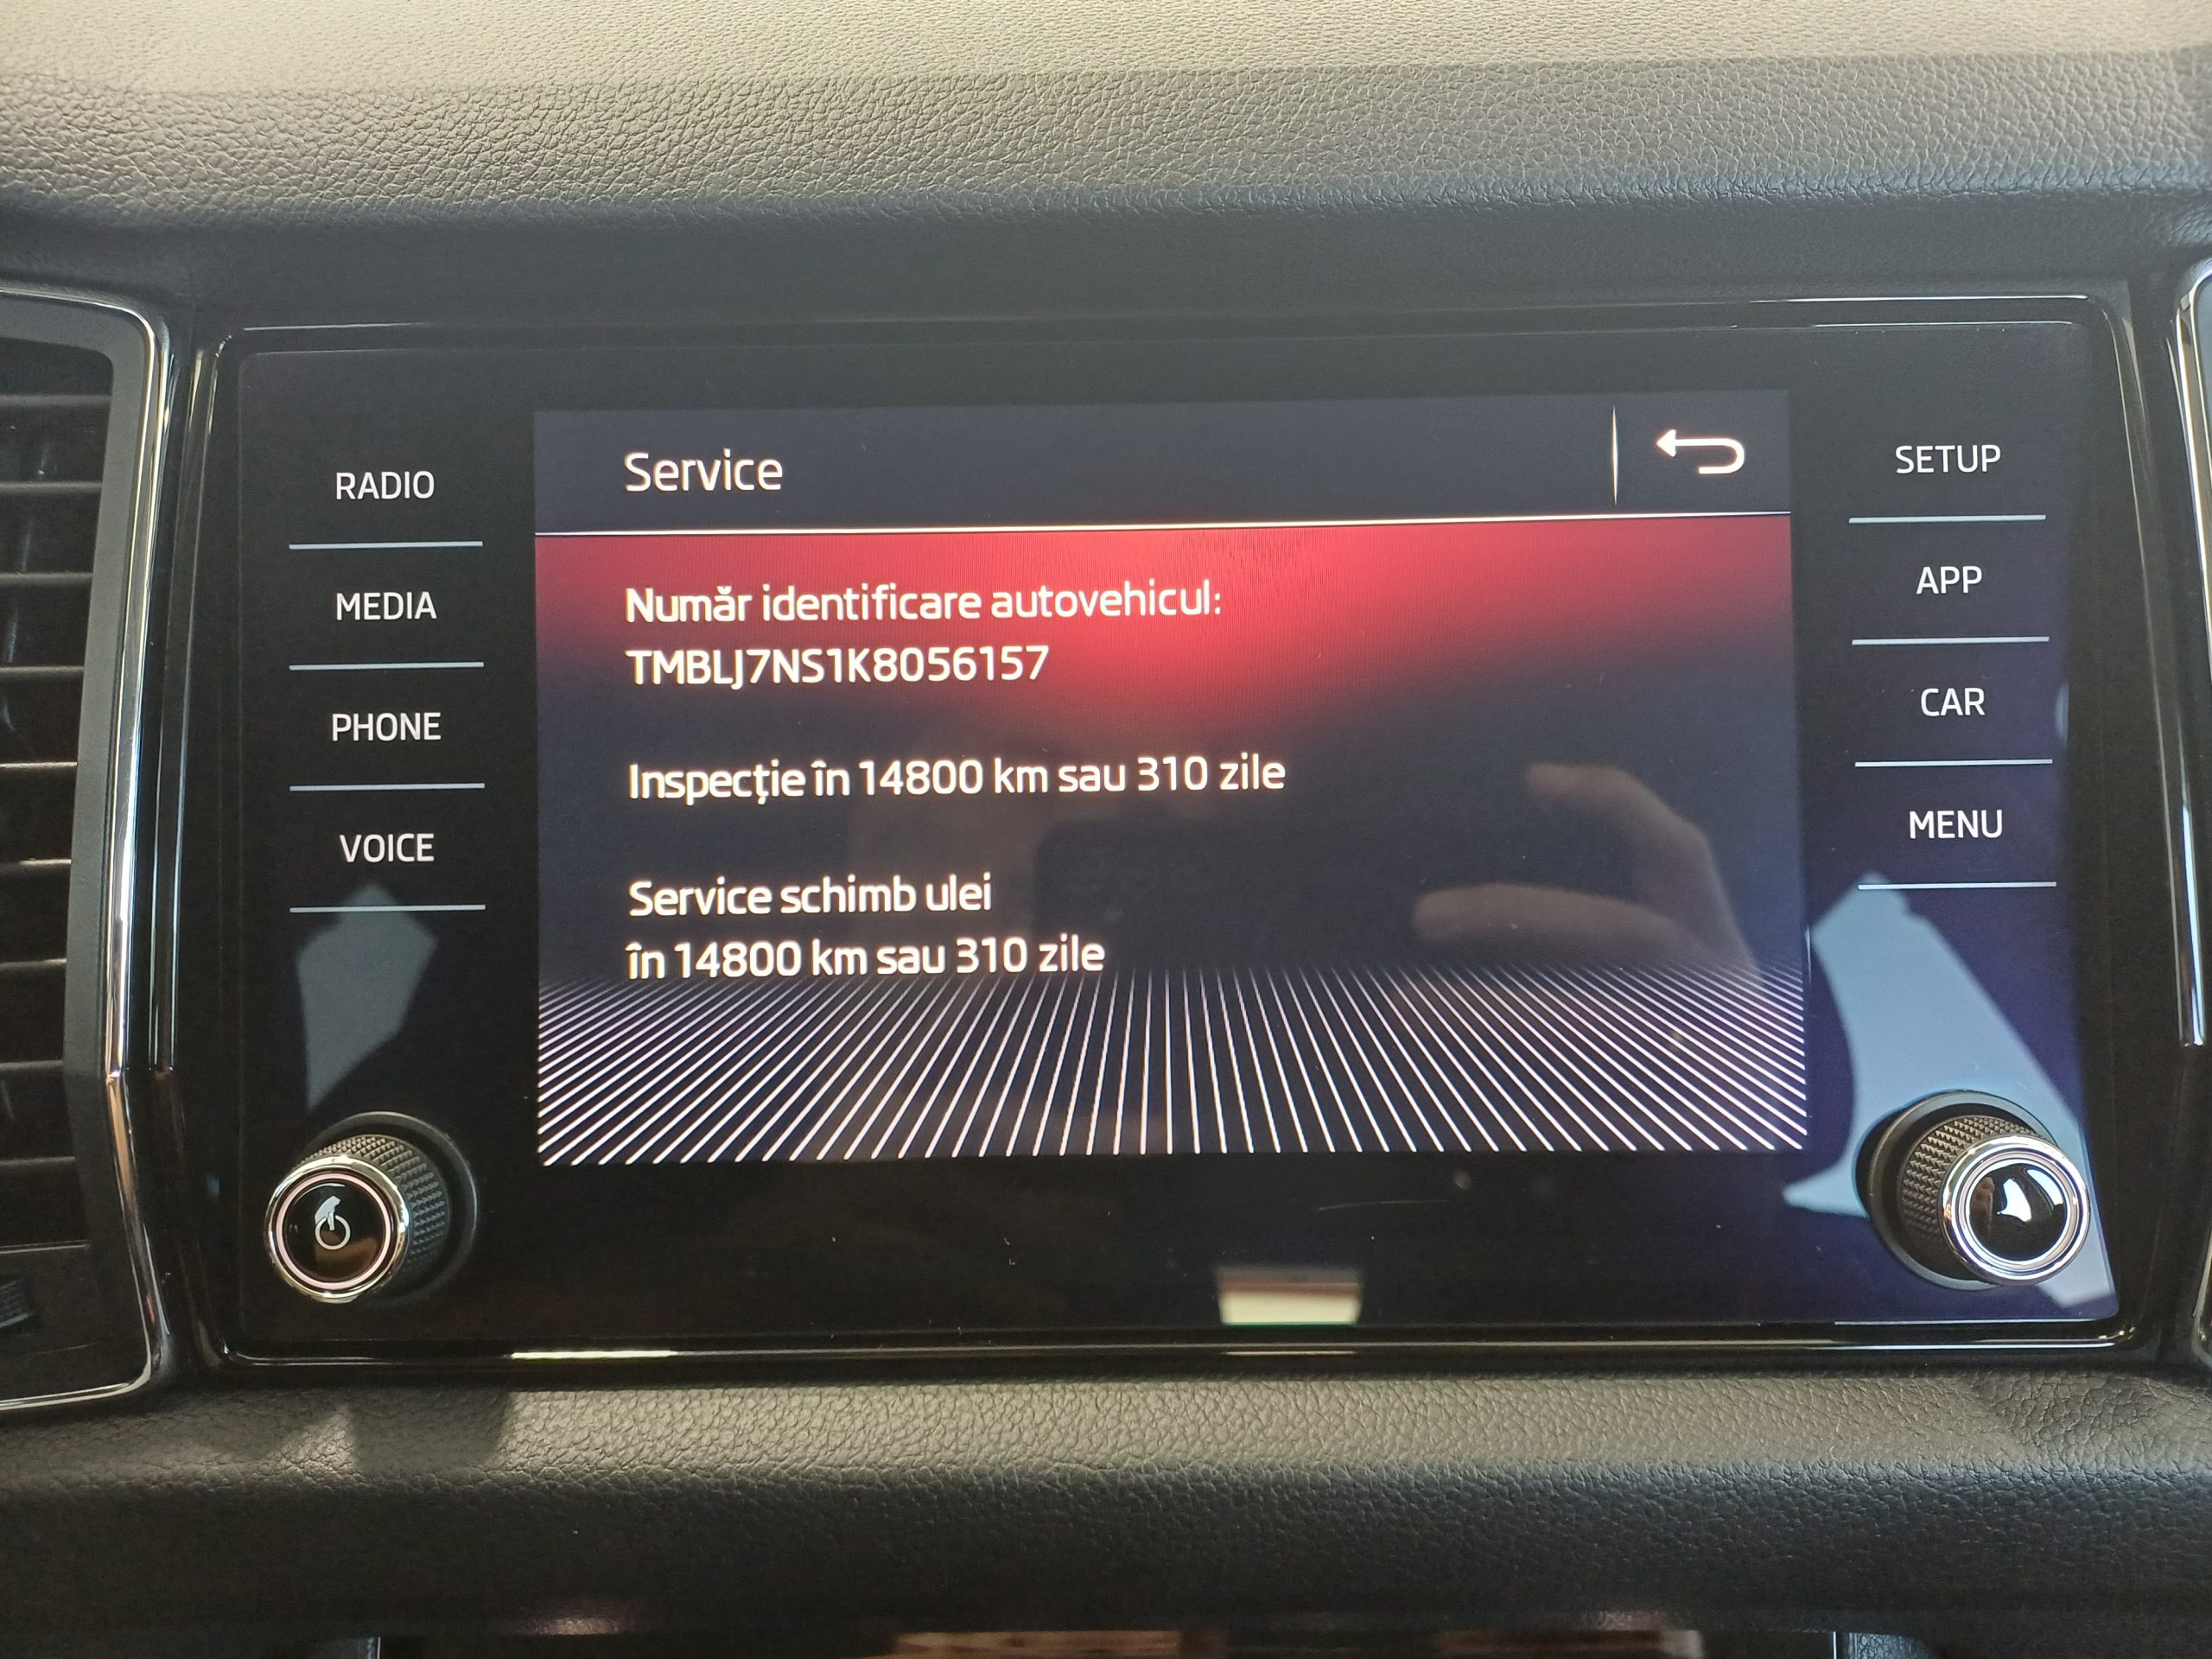 Service
RADIO
MEDIA
PHONE
VOICE
Număr identificare autovehicul:
TMBLJ7NS1K8056157
Inspecție în 14800 km sau 310 zile
Service schimb ulei
în 14800 km sau 310 zile
SETUP
APP
CAR
MENU